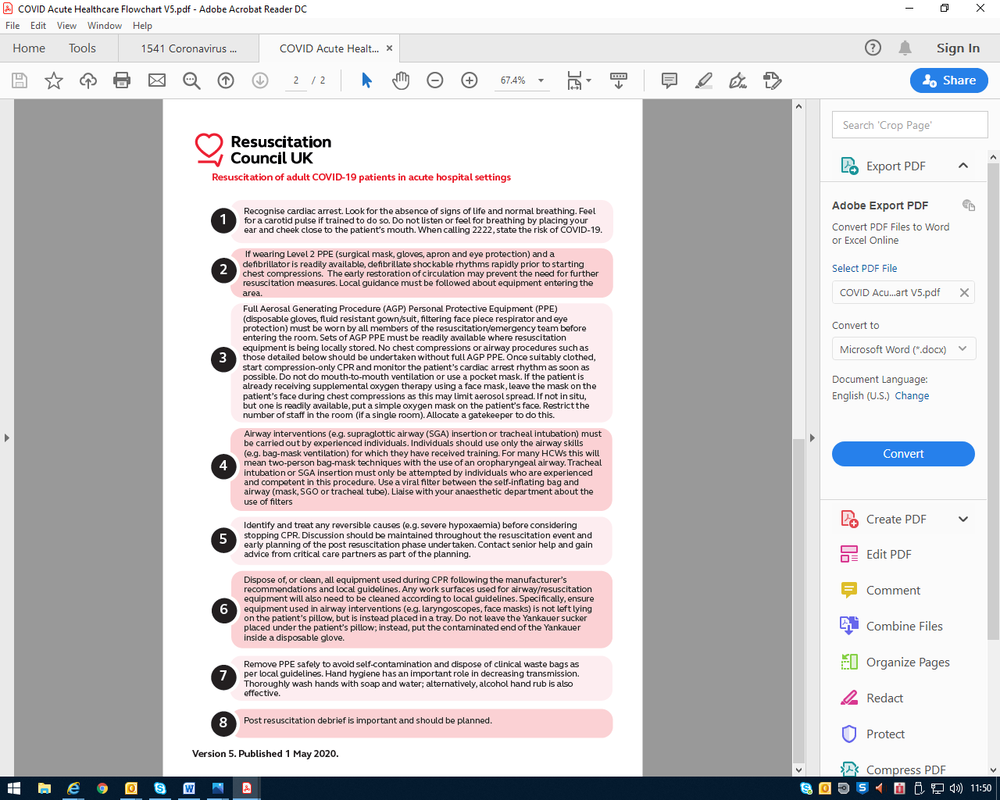 COVID Acute Healthcare Flowchart V5.pdf - Adobe Acrobat Reader DC
File Edit View Window Help
Home Tools 1541 Coronavirus ... COVID Acute Healt... Sign In
2 / 2 67.4% Share
Resuscitation
Council UK
Resuscitation of adult COVID-19 patients in acute hospital settings
1
Recognise cardiac arrest. Look for the absence of signs of life and normal breathing. Feel
for a carotid pulse if trained to do so. Do not listen or feel for breathing by placing your
ear and cheek close to the patient's mouth. When calling 2222, state the risk of COVID-19.
2
If wearing Level 2 PPE (surgical mask, gloves, apron and eye protection) and a
defibrillator is readily available, defibrillate shockable rhythms rapidly prior to starting
chest compressions. The early restoration of circulation may prevent the need for further
resuscitation measures. Local guidance must be followed about equipment entering the
area.
3
Full Aerosol Generating Procedure (AGP) Personal Protective Equipment (PPE)
(disposable gloves, fluid resistant gown/suit, filtering face piece respirator and eye
protection) must be worn by all members of the resuscitation/emergency team before
entering the room. Sets of AGP PPE must be readily available where resuscitation
equipment is being locally stored. No chest compressions or airway procedures such as
those detailed below should be undertaken without full AGP PPE. Once suitably clothed,
start compression-only CPR and monitor the patient's cardiac arrest rhythm as soon as
possible. Do not do mouth-to-mouth ventilation or use a pocket mask. If the patient is
already receiving supplemental oxygen therapy using a face mask, leave the mask on the
patient's face during chest compressions as this may limit aerosol spread. If not in situ,
but one is readily available, put a simple oxygen mask on the patient's face. Restrict the
number of staff in the room (if a single room). Allocate a gatekeeper to do this.
4
Airway interventions (e.g. supraglottic airway (SGA) insertion or tracheal intubation) must
be carried out by experienced individuals. Individuals should use only the airway skills
(e.g. bag-mask ventilation) for which they have received training. For many HCWs this will
mean two-person bag-mask techniques with the use of an oropharyngeal airway. Tracheal
intubation or SGA insertion must only be attempted by individuals who are experienced
and competent in this procedure. Use a viral filter between the self-inflating bag and
airway (mask, SGO or tracheal tube). Liaise with your anaesthetic department about the
use of filters
5
Identify and treat any reversible causes (e.g. severe hypoxaemia) before considering
stopping CPR. Discussion should be maintained throughout the resuscitation event and
early planning of the post resuscitation phase undertaken. Contact senior help and gain
advice from critical care partners as part of the planning.
6
Dispose of, or clean, all equipment used during CPR following the manufacturer's
recommendations and local guidelines. Any work surfaces used for airway/resuscitation
equipment will also need to be cleaned according to local guidelines. Specifically, ensure
equipment used in airway interventions (e.g. laryngoscopes, face masks) is not left lying
on the patient's pillow, but is instead placed in a tray. Do not leave the Yankauer sucker
placed under the patient's pillow; instead, put the contaminated end of the Yankauer
inside a disposable glove.
7
Remove PPE safely to avoid self-contamination and dispose of clinical waste bags as
per local guidelines. Hand hygiene has an important role in decreasing transmission.
Thoroughly wash hands with soap and water; alternatively, alcohol hand rub is also
effective.
8
Post resuscitation debrief is important and should be planned.
Version 5. Published 1 May 2020.
Search 'Crop Page'
Export PDF
Adobe Export PDF
Convert PDF Files to Word
or Excel Online
Select PDF File
COVID Acu...art V5.pdf
Convert to
Microsoft Word (*.docx)
Document Language:
English (U.S.) Change
Convert
Create PDF
Edit PDF
Comment
Combine Files
Organize Pages
Redact
Protect
Compress PDF
11:50